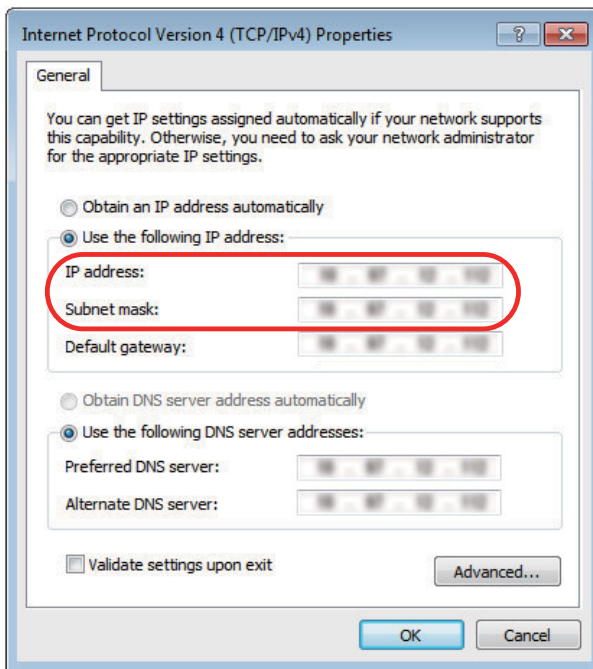 Internet Protocol Version 4 (TCP/IPv4) Properties
General
You can get IP settings assigned automatically if your network supports
this capability. Otherwise, you need to ask your network administrator
for the appropriate IP settings.
Obtain an IP address automatically
Use the following IP address:
IP address:
Subnet mask:
Default gateway:
Obtain DNS server address automatically
Use the following DNS server addresses:
Preferred DNS server:
Alternate DNS server:
Validate settings upon exit
Advanced...
OK Cancel